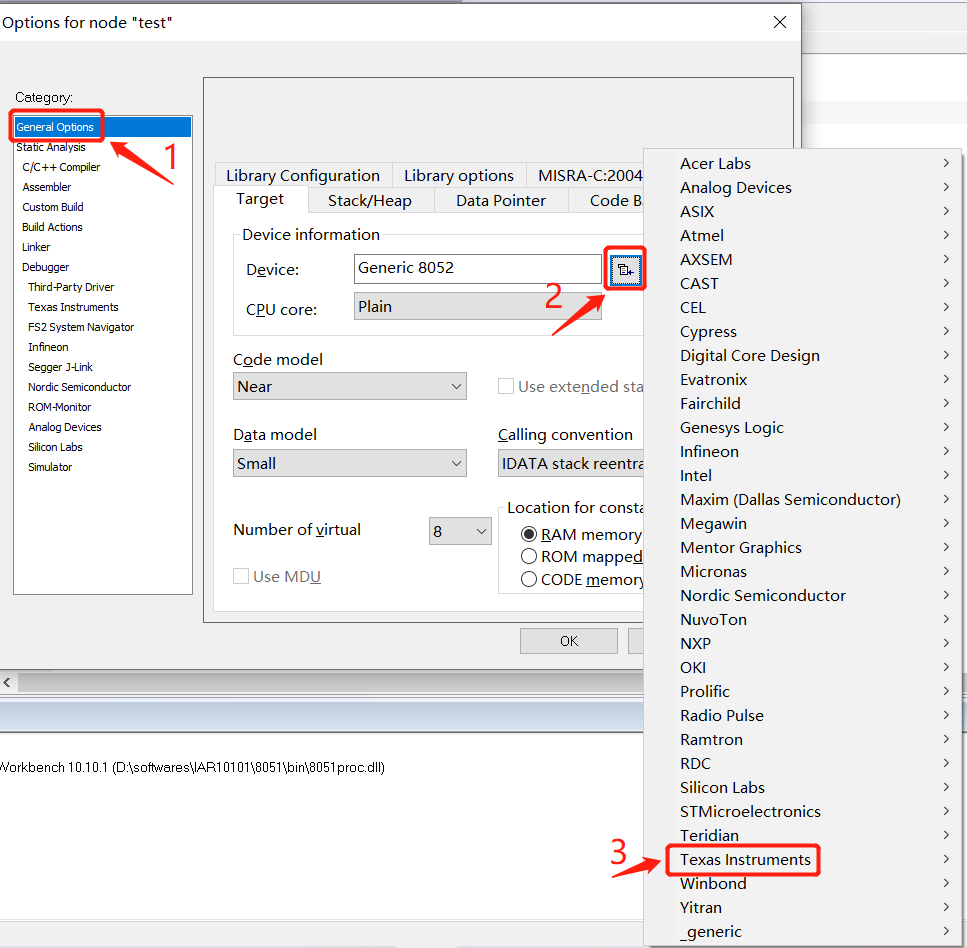 Options for node "test"
Category:
General Options
Static Analysis
C/C++ Compiler
Assembler
Custom Build
Build Actions
Linker
Debugger
Third-Party Driver
Texas Instruments
FS2 System Navigator
Infineon
Segger J-Link
Nordic Semiconductor
ROM-Monitor
Analog Devices
Silicon Labs
Simulator
1
Library Configuration
Library options
MISRA-C:2004
Target
Stack/Heap
Data Pointer
Code B
Device information
Device:
Generic 8052
2
CPU core:
Plain
Code model
Near
Use extended sta
Data model
Small
Calling convention
IDATA stack reentra
Number of virtual
8
Location for consta
RAM memory
ROM mapped
CODE memory
Use MDU
OK
Acer Labs
Analog Devices
ASIX
Atmel
AXSEM
CAST
CEL
Cypress
Digital Core Design
Evatronix
Fairchild
Genesys Logic
Infineon
Intel
Maxim (Dallas Semiconductor)
Megawin
Mentor Graphics
Micronas
Nordic Semiconductor
NuvoTon
NXP
OKI
Prolific
Radio Pulse
Ramtron
RDC
Silicon Labs
STMicroelectronics
Teridian
3
Texas Instruments
Winbond
Yitran
_generic
Workbench 10.10.1 (D:\softwares\IAR10101\8051\bin\8051proc.dll)